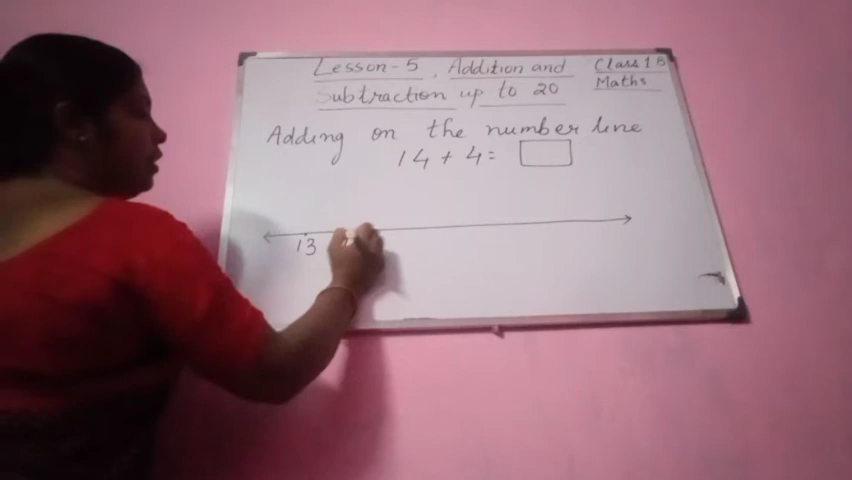 Lesson-5, Addition and
Subtraction up to 20
Class 1 B
Maths
Adding on the number line
14 + 4 =
13